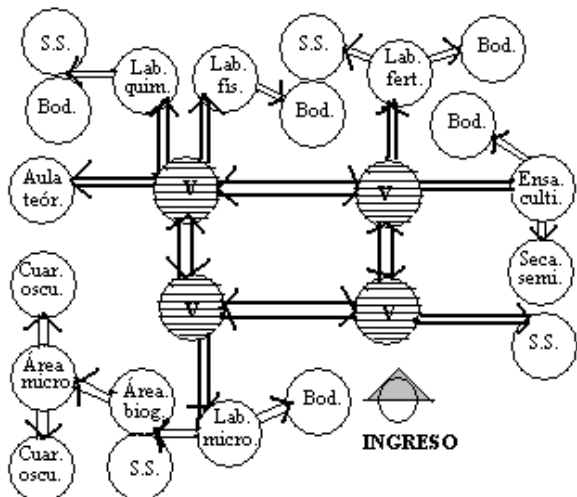 S.S.
Lab.
quim.
Bod.
Lab.
fis.
Bod.
S.S.
Lab.
fert.
Bod.
Bod.
Aula
teór.
V
V
Ensa.
culti.
Seca.
semi.
Cuar.
oscu.
V
V
S.S.
Área
micro.
Área.
biog.
Lab.
micro.
Bod.
INGRESO
Cuar.
oscu.
S.S.